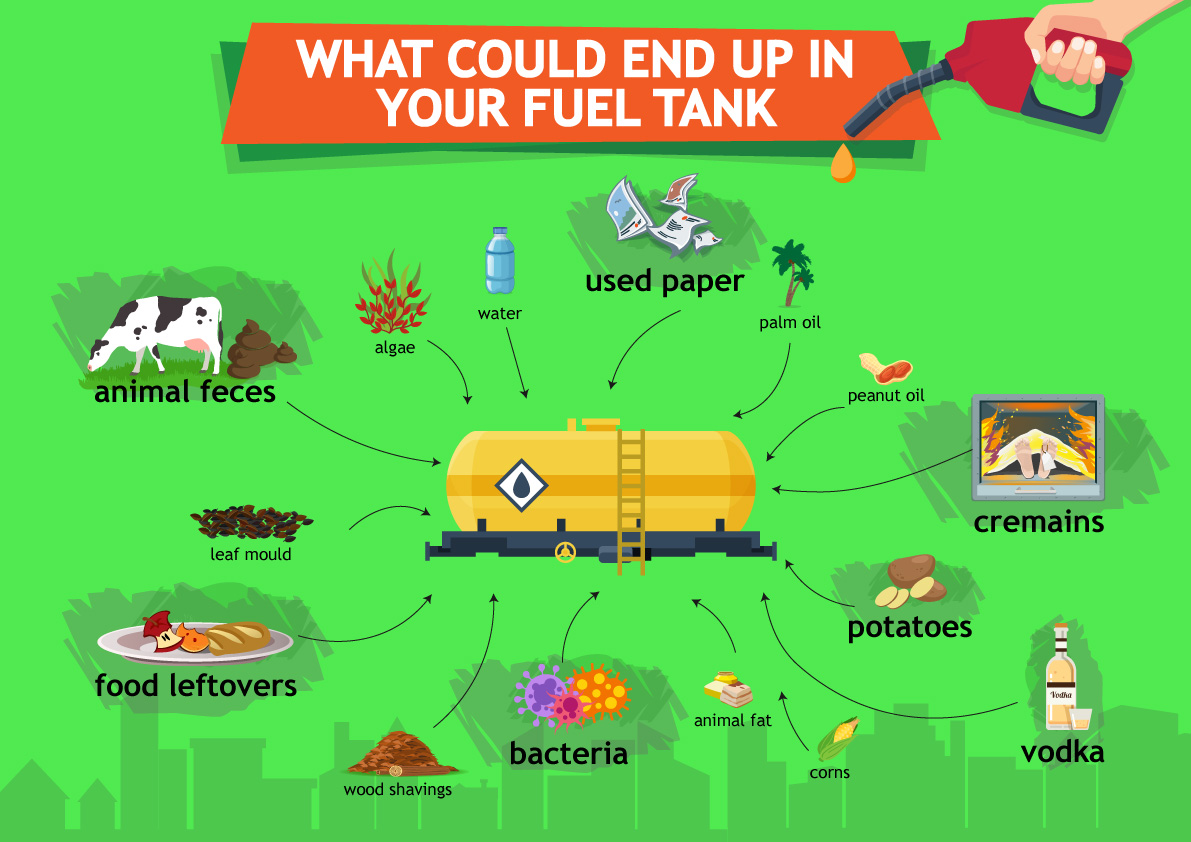 WHAT COULD END UP IN
YOUR FUEL TANK
used paper
water
palm oil
algae
animal feces
peanut oil
cremains
leaf mould
potatoes
food leftovers
Vodka
animal fat
vodka
bacteria
corns
wood shavings